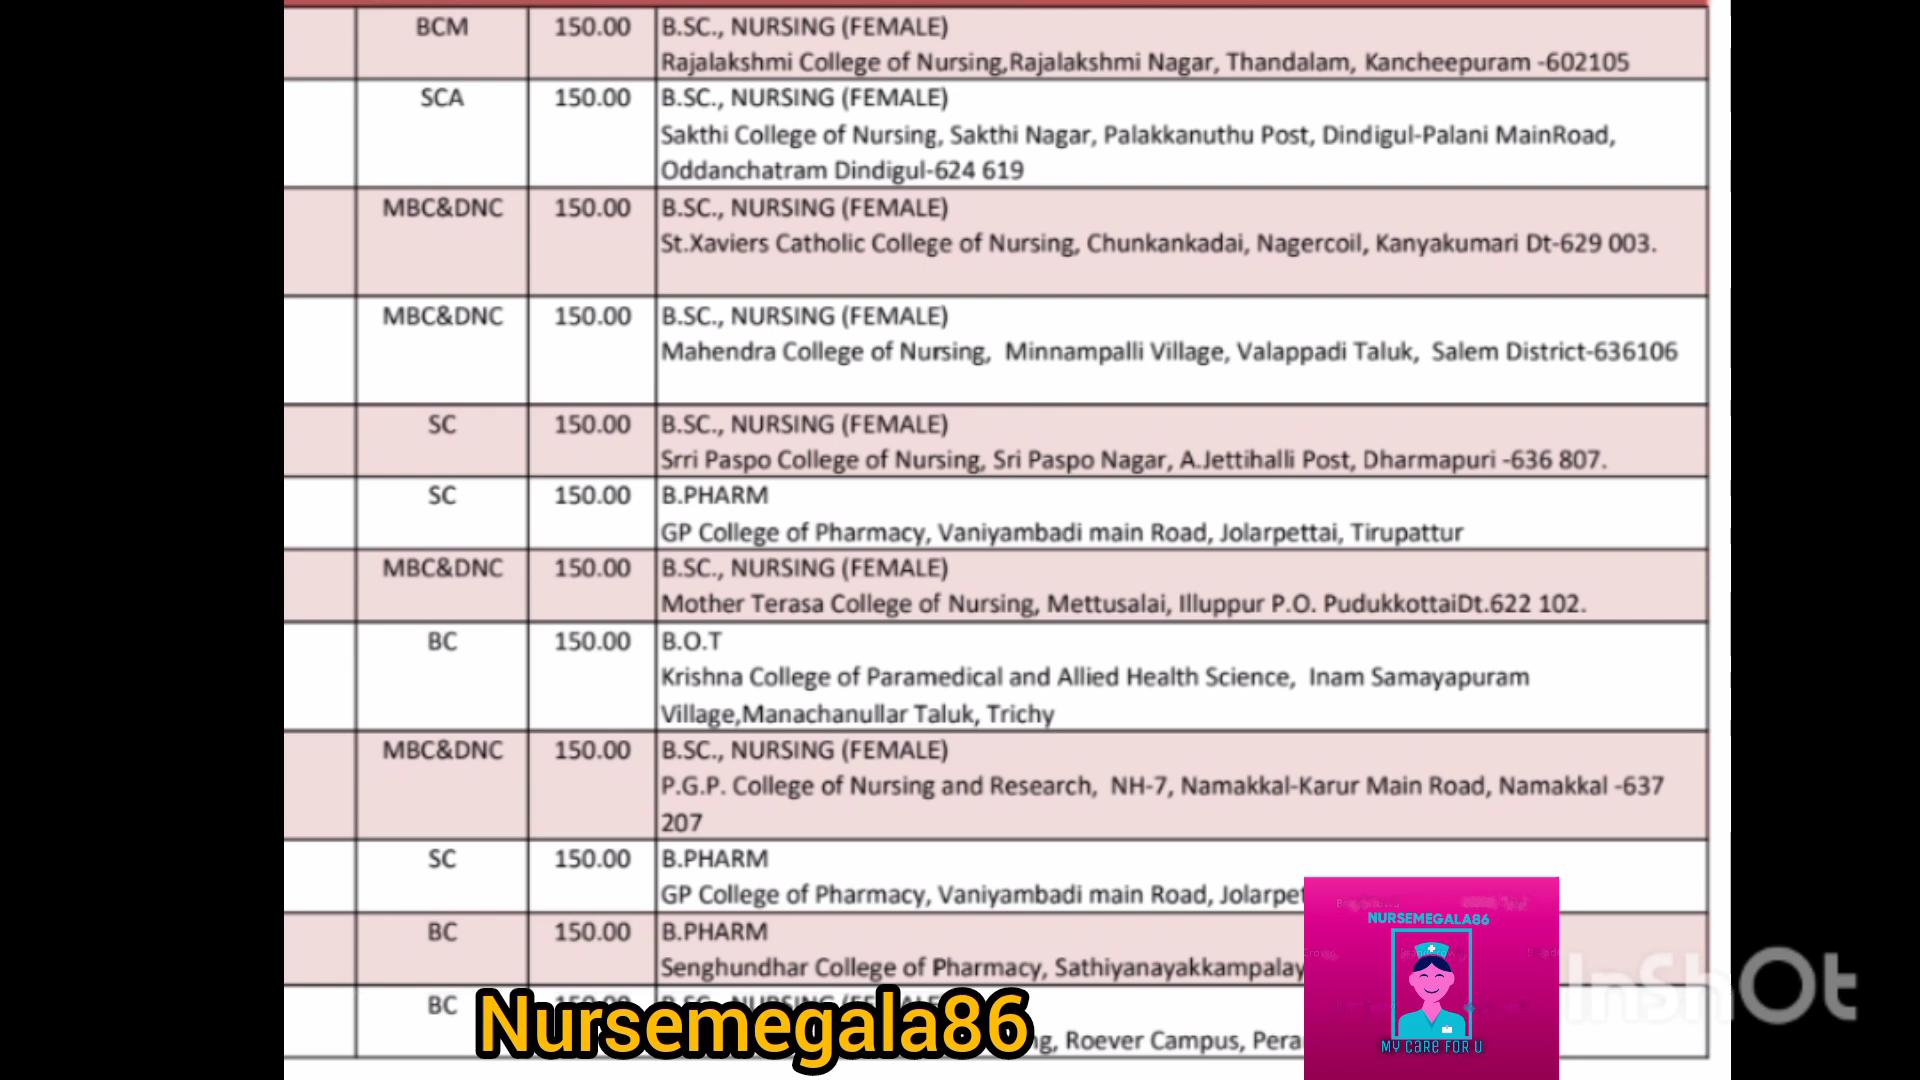 BCM 150.00 B.SC., NURSING (FEMALE)
Rajalakshmi College of Nursing,Rajalakshmi Nagar, Thandalam, Kancheepuram -602105
SCA 150.00 B.SC., NURSING (FEMALE)
Sakthi College of Nursing, Sakthi Nagar, Palakkanuthu Post, Dindigul-Palani MainRoad,
Oddanchatram Dindigul-624 619
MBC&DNC 150.00 B.SC., NURSING (FEMALE)
St.Xaviers Catholic College of Nursing, Chunkankadai, Nagercoil, Kanyakumari Dt-629 003.
MBC&DNC 150.00 B.SC., NURSING (FEMALE)
Mahendra College of Nursing, Minnampalli Village, Valappadi Taluk, Salem District-636106
SC 150.00 B.SC., NURSING (FEMALE)
Srri Paspo College of Nursing, Sri Paspo Nagar, A.Jettihalli Post, Dharmapuri -636 807.
SC 150.00 B.PHARM
GP College of Pharmacy, Vaniyambadi main Road, Jolarpettai, Tirupattur
MBC&DNC 150.00 B.SC., NURSING (FEMALE)
Mother Terasa College of Nursing, Mettusalai, Illuppur P.O. PudukkottaiDt.622 102.
BC 150.00 B.O.T
Krishna College of Paramedical and Allied Health Science, Inam Samayapuram
Village,Manachanullar Taluk, Trichy
MBC&DNC 150.00 B.SC., NURSING (FEMALE)
P.G.P. College of Nursing and Research, NH-7, Namakkal-Karur Main Road, Namakkal -637
207
SC 150.00 B.PHARM
GP College of Pharmacy, Vaniyambadi main Road, Jolarpet
BC 150.00 B.PHARM
Senghundhar College of Pharmacy, Sathiyanayakkampalay
BC
ng, Roever Campus, Pera
Nursemegala86
NURSEMEGALA86
MY CARE FOR U
InShOt